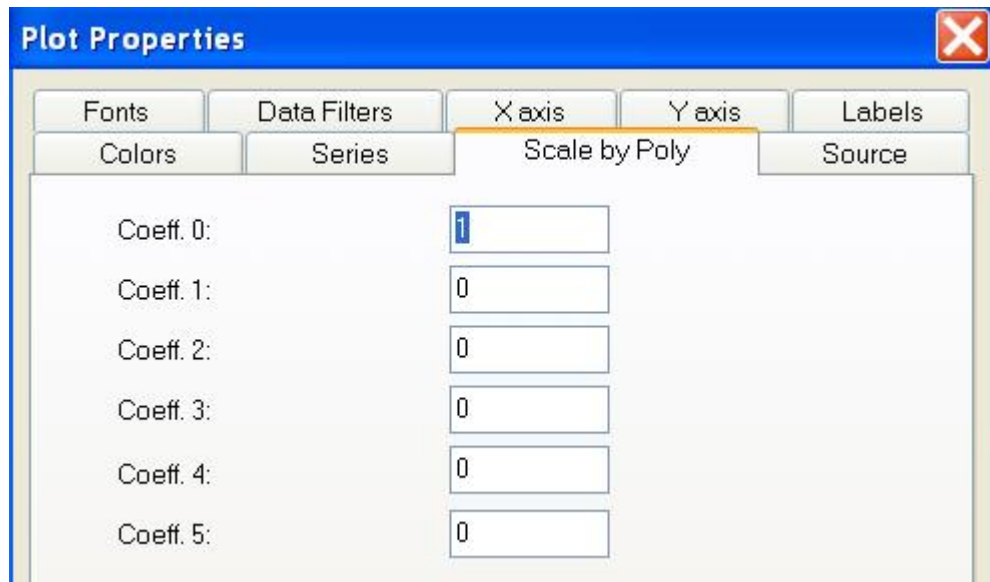 Plot Properties
Fonts Data Filters X axis Y axis Labels
Colors Series Scale by Poly Source
Coeff. 0: 1
Coeff. 1: 0
Coeff. 2: 0
Coeff. 3: 0
Coeff. 4: 0
Coeff. 5: 0